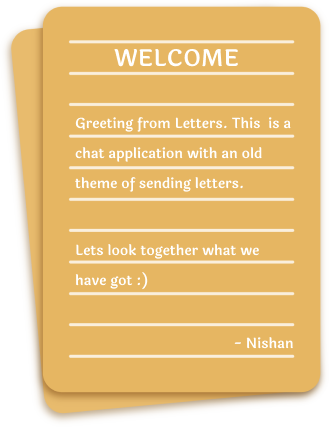 WELCOME
Greeting from Letters. This is a
chat application with an old
theme of sending letters.
Lets look together what we
have got :)
- Nishan